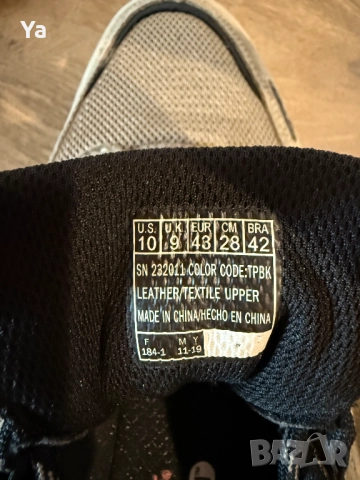 Ya
U.S. U.K. EUR CM BRA
10 9 43 28 42
SN 232011 COLOR CODE:TPBK
LEATHER/TEXTILE UPPER
MADE IN CHINA/HECHO EN CHINA
F M Y
184-1 11-19
BAZAR